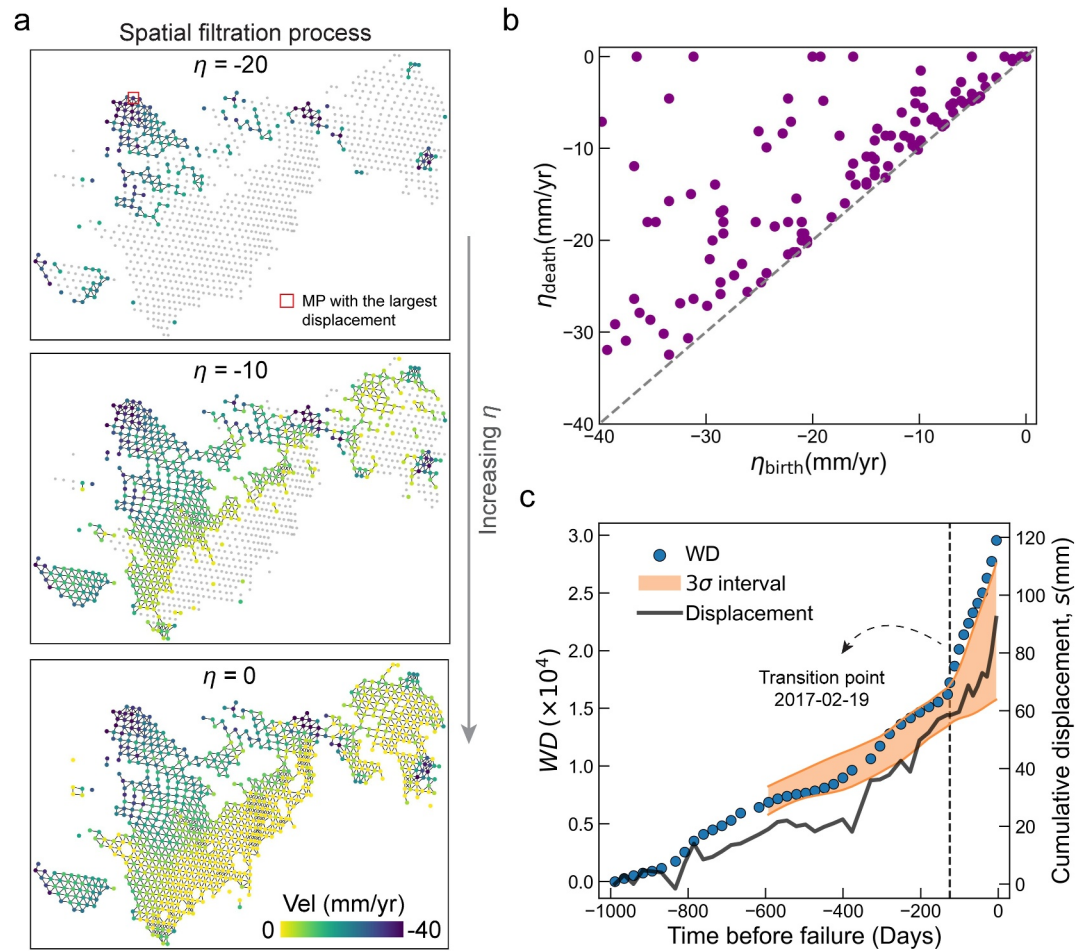 a
Spatial filtration process
η = -20
MP with the largest
displacement
η = -10
η = 0
Vel (mm/yr)
0
-40
Increasing η
b
0
−10
−20
−30
−40
η_death(mm/yr)
−40
−30
−20
−10
0
η_birth(mm/yr)
c
3.0
2.5
2.0
1.5
1.0
0.5
0.0
WD (×10⁴)
WD
3σ interval
Displacement
Transition point
2017-02-19
120
100
80
60
40
20
0
Cumulative displacement, s(mm)
−1000
−800
−600
−400
−200
0
Time before failure (Days)